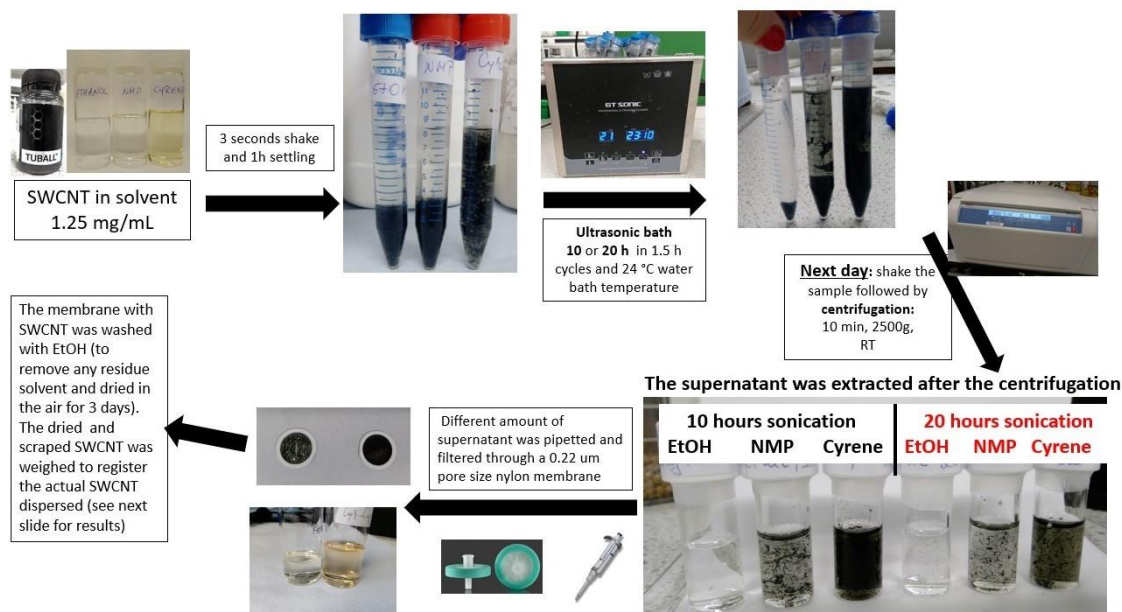 ETHANOL
NMP
CYRENE
TUBALL
SWCNT in solvent
1.25 mg/mL
3 seconds shake
and 1h settling
EtOH
NMP
GT SONIC
21 23:10
Ultrasonic bath
10 or 20 h in 1.5 h
cycles and 24 °C water
bath temperature
Next day: shake the
sample followed by
centrifugation:
10 min, 2500g,
RT
The supernatant was extracted after the centrifugation
10 hours sonication
EtOH NMP Cyrene
20 hours sonication
EtOH NMP Cyrene
Different amount of
supernatant was pipetted and
filtered through a 0.22 um
pore size nylon membrane
The membrane with
SWCNT was washed
with EtOH (to
remove any residue
solvent and dried in
the air for 3 days).
The dried and
scraped SWCNT was
weighed to register
the actual SWCNT
dispersed (see next
slide for results)